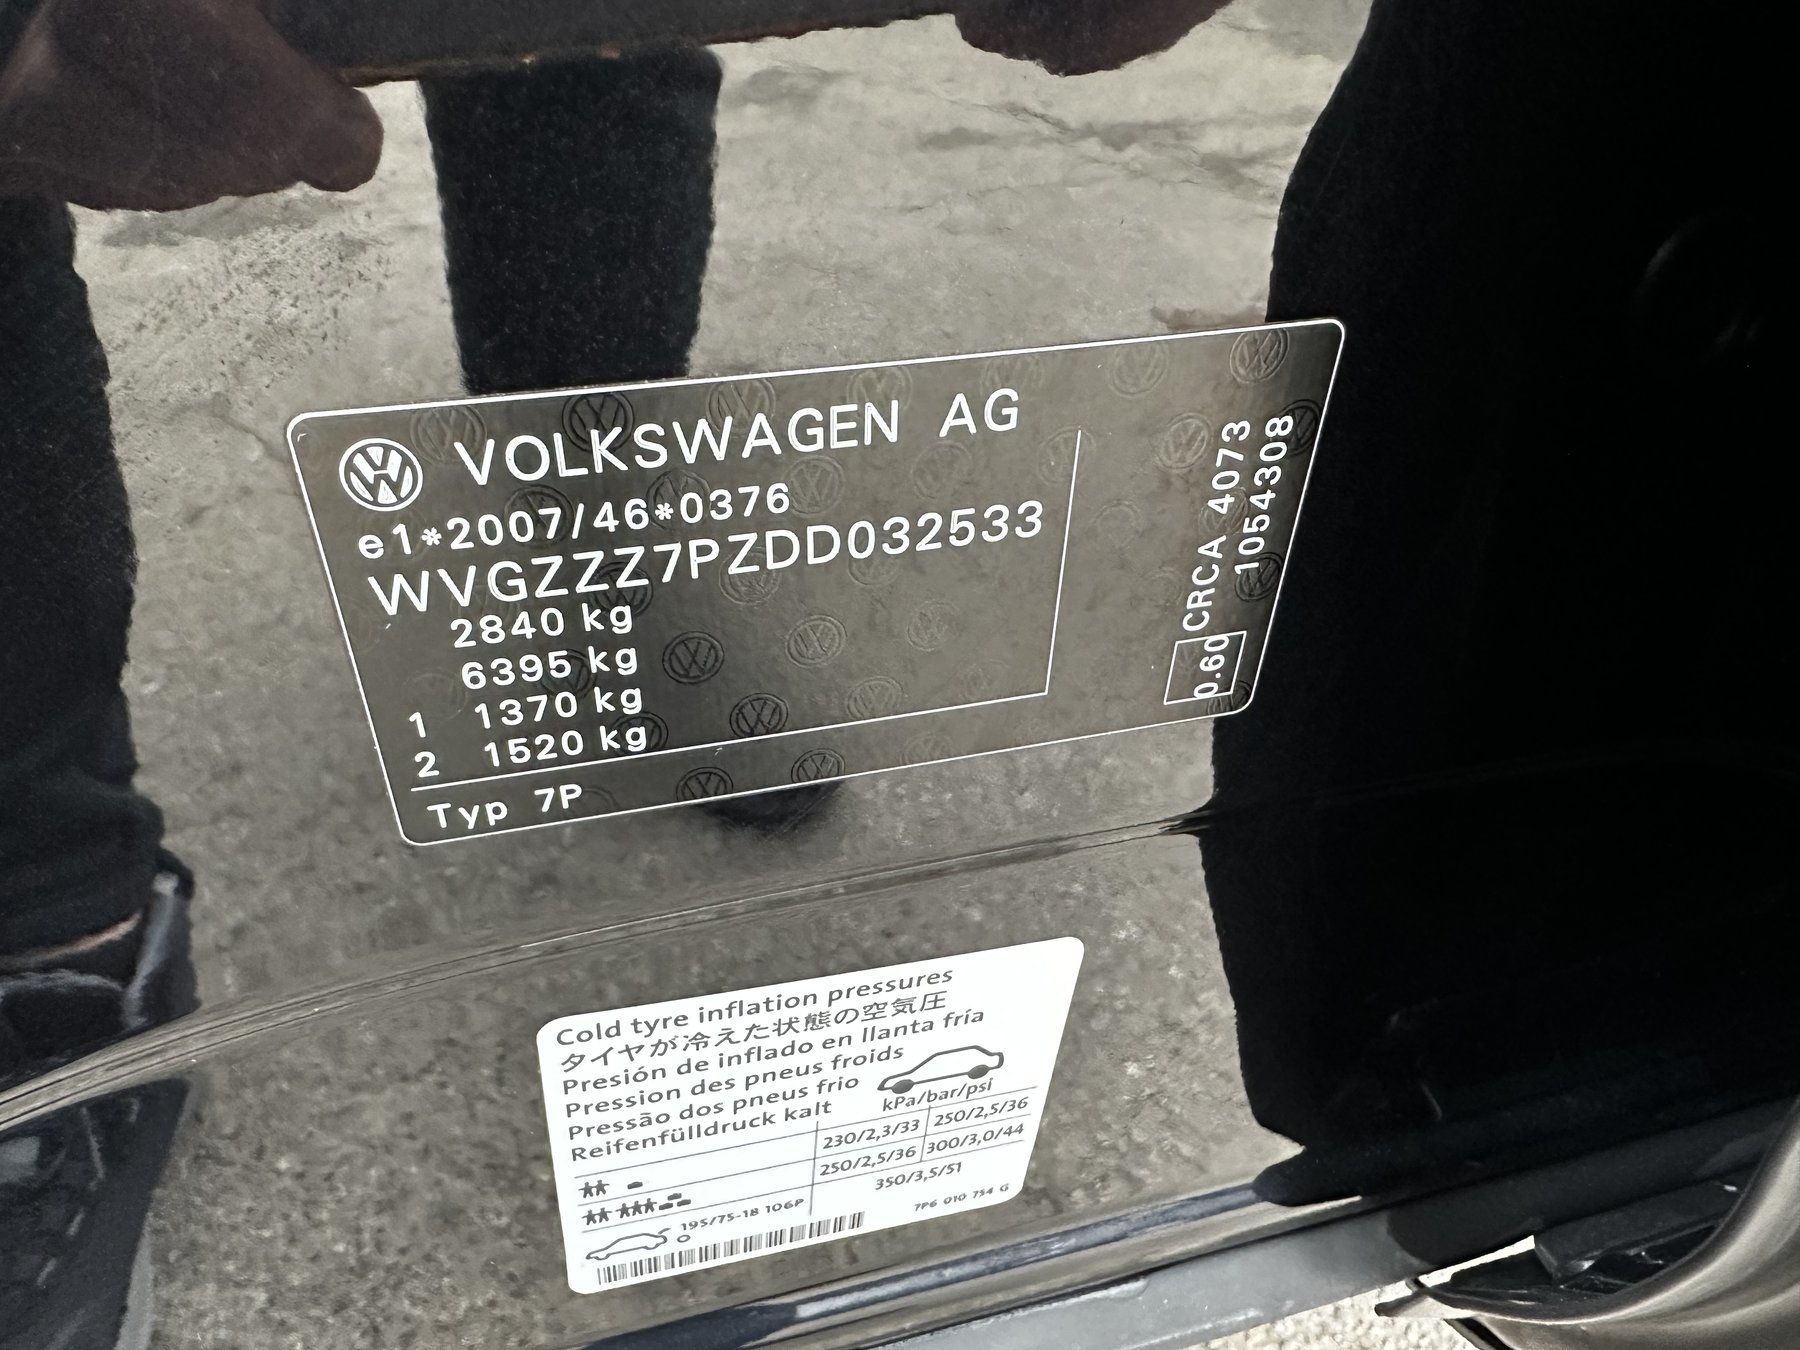 VOLKSWAGEN AG
e1*2007/46*0376
WVGZZZ7PZDD032533
2840 kg
6395 kg
1 1370 kg
2 1520 kg
Typ 7P
0.60 CRCA 4073
1054308
Cold tyre inflation pressures
タイヤが冷えた状態の空気圧
Presión de inflado en llanta fría
Pression des pneus froids
Pressão dos pneus frio
Reifenfülldruck kalt
kPa/bar/psi
230/2,3/33 250/2,5/36
250/2,5/36 300/3,0/44
195/75-18 106P 350/3,5/51
7P6 010 754 G